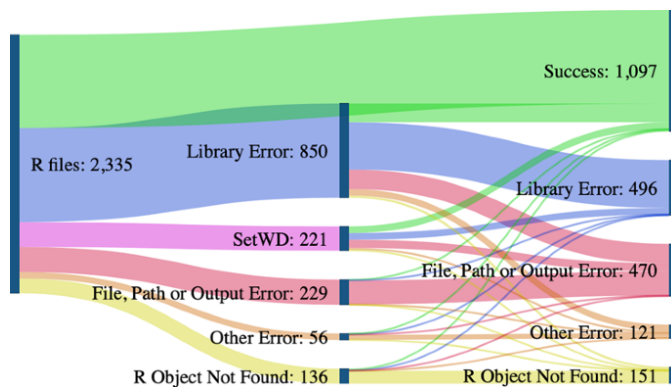 Success: 1,097
Library Error: 850
R files: 2,335
Library Error: 496
SetWD: 221
File, Path or Output Error: 470
File, Path or Output Error: 229
Other Error: 121
Other Error: 56
R Object Not Found: 136
R Object Not Found: 151